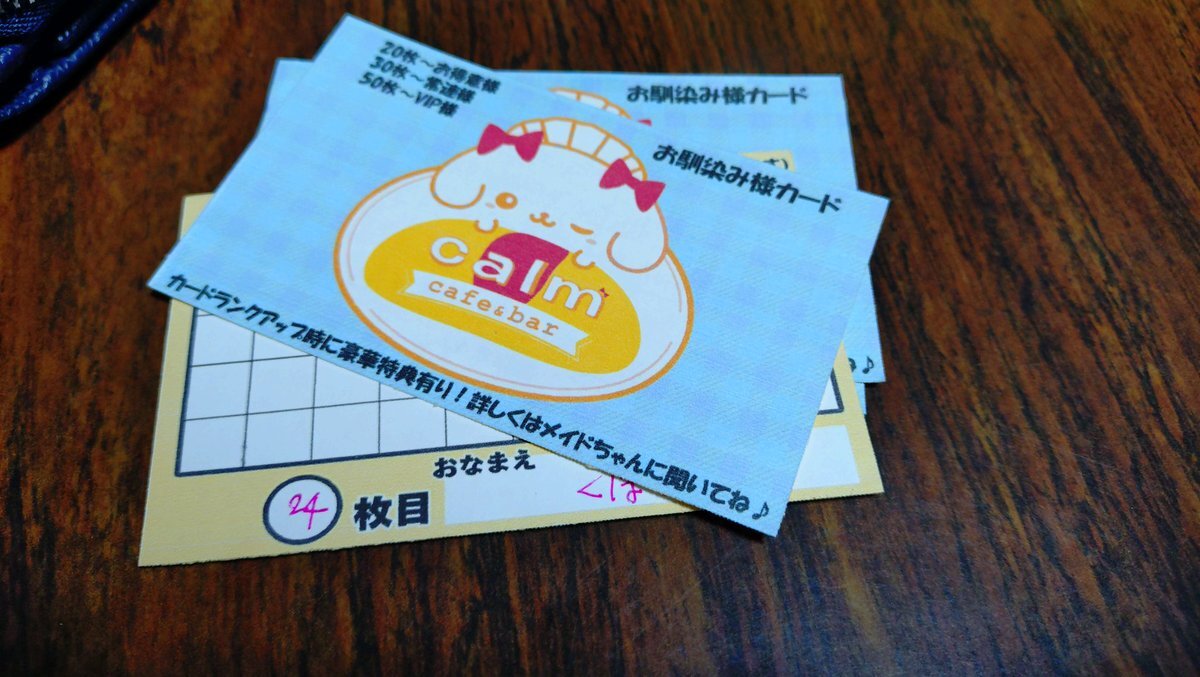 20枚～お得意様
30枚～常連様
50枚～VIP様
お馴染み様カード
お馴染み様カード
calm
cafe&bar
カードランクアップ時に豪華特典有り！詳しくはメイドちゃんに聞いてね♪
♪
おなまえ
24 枚目